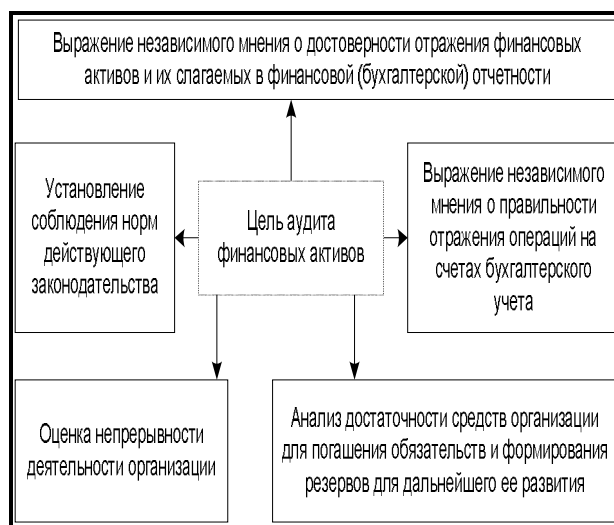 Выражение независимого мнения о достоверности отражения финансовых
активов и их слагаемых в финансовой (бухгалтерской) отчетности
Установление
соблюдения норм
действующего
законодательства
Цель аудита
финансовых активов
Выражение независимого
мнения о правильности
отражения операций на
счетах бухгалтерского
учета
Оценка непрерывности
деятельности организации
Анализ достаточности средств организации
для погашения обязательств и формирования
резервов для дальнейшего ее развития